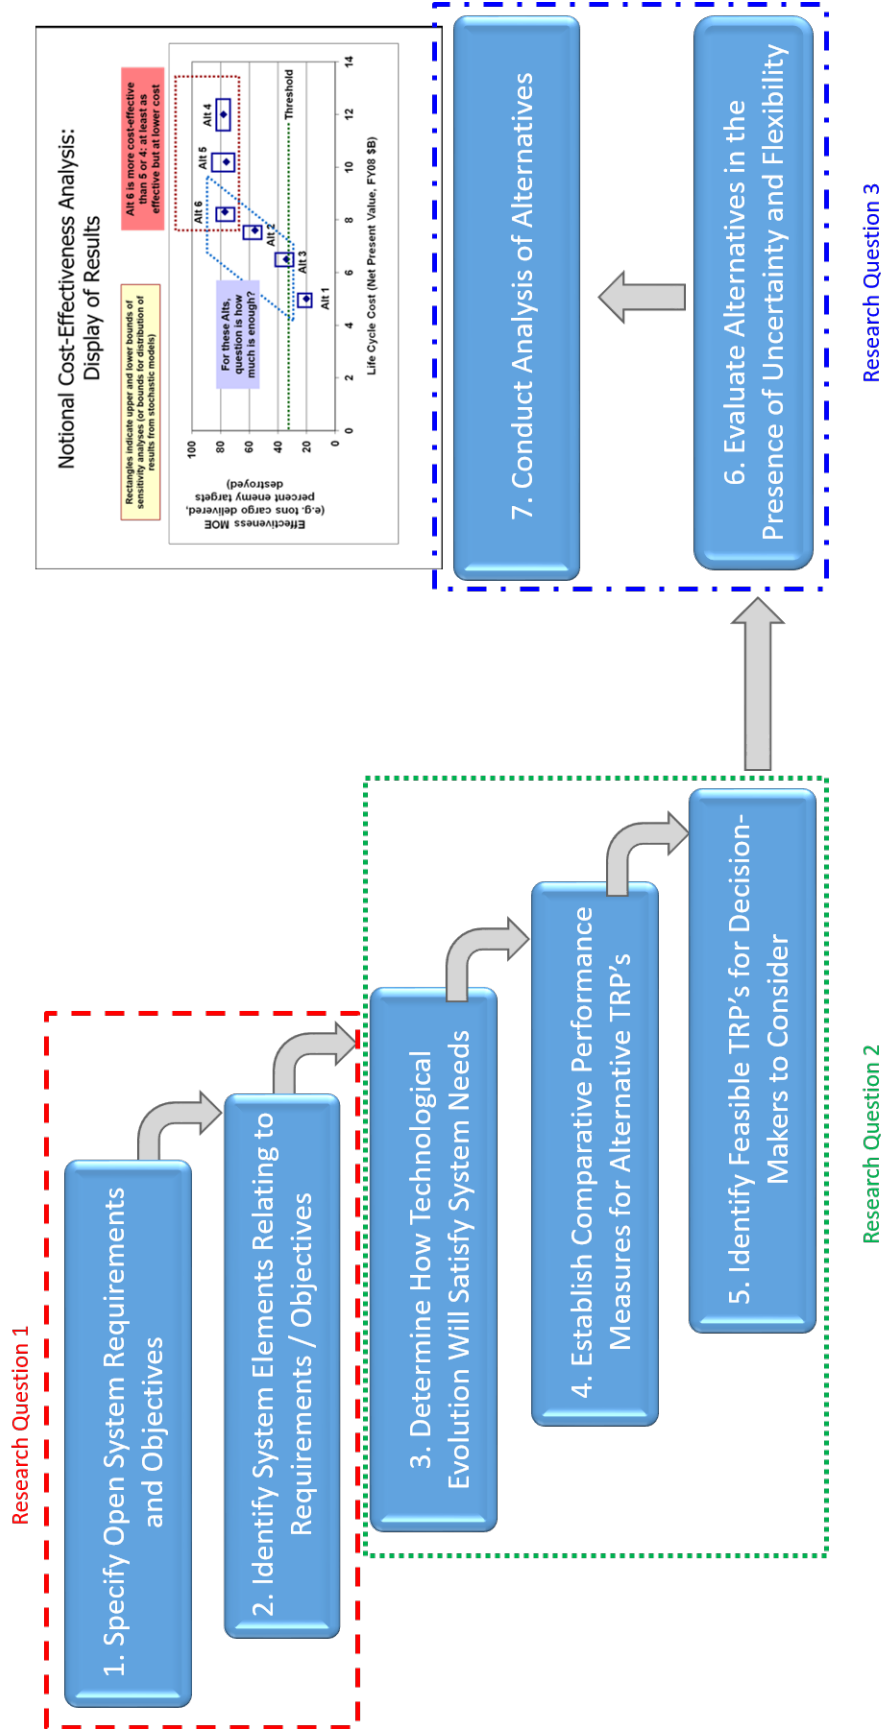 Research Question 1
1. Specify Open System Requirements
and Objectives
2. Identify System Elements Relating to
Requirements / Objectives
3. Determine How Technological
Evolution Will Satisfy System Needs
4. Establish Comparative Performance
Measures for Alternative TRP's
5. Identify Feasible TRP's for Decision-
Makers to Consider
Research Question 2
Notional Cost-Effectiveness Analysis:
Display of Results
Rectangles indicate upper and lower bounds of
sensitivity analyses (or bounds for distribution of
results from stochastic models)
Alt 6 is more cost-effective
than 5 or 4: at least as
effective but at lower cost
Effectiveness MOE
(e.g. tons cargo delivered,
percent enemy targets
destroyed)
100
80
60
40
20
0
For these Alts,
question is how
much is enough?
Alt 1
Alt 3
Alt 2
Alt 6
Alt 5
Alt 4
Threshold
0
2
4
6
8
10
12
14
Life Cycle Cost (Net Present Value, FY08 $B)
7. Conduct Analysis of Alternatives
6. Evaluate Alternatives in the
Presence of Uncertainty and Flexibility
Research Question 3